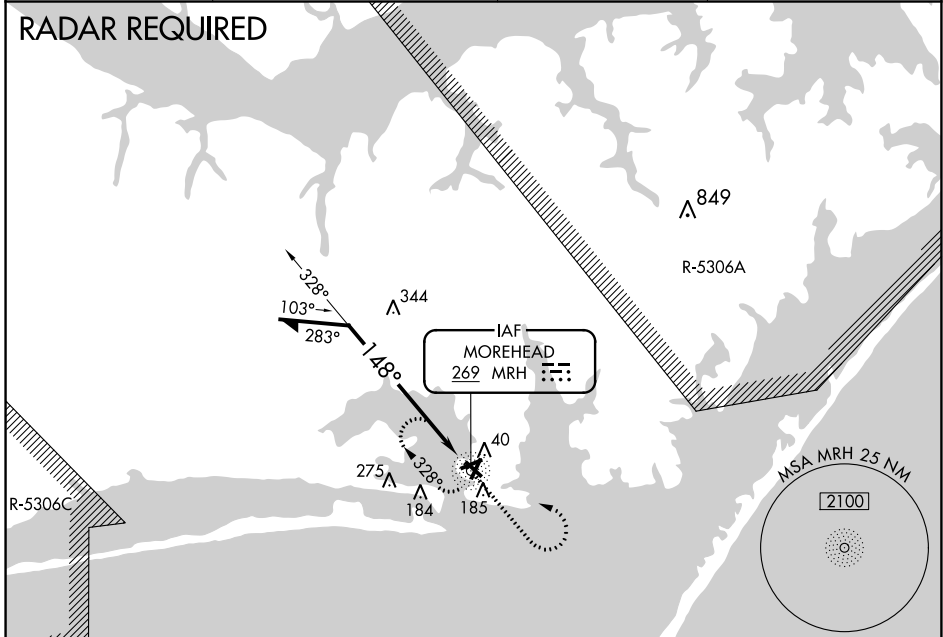 RADAR REQUIRED
849
R-5306A
328°
103°
283°
344
148°
IAF
MOREHEAD
269 MRH
40
328°
275
184
185
R-5306C
MSA MRH 25 NM
2100